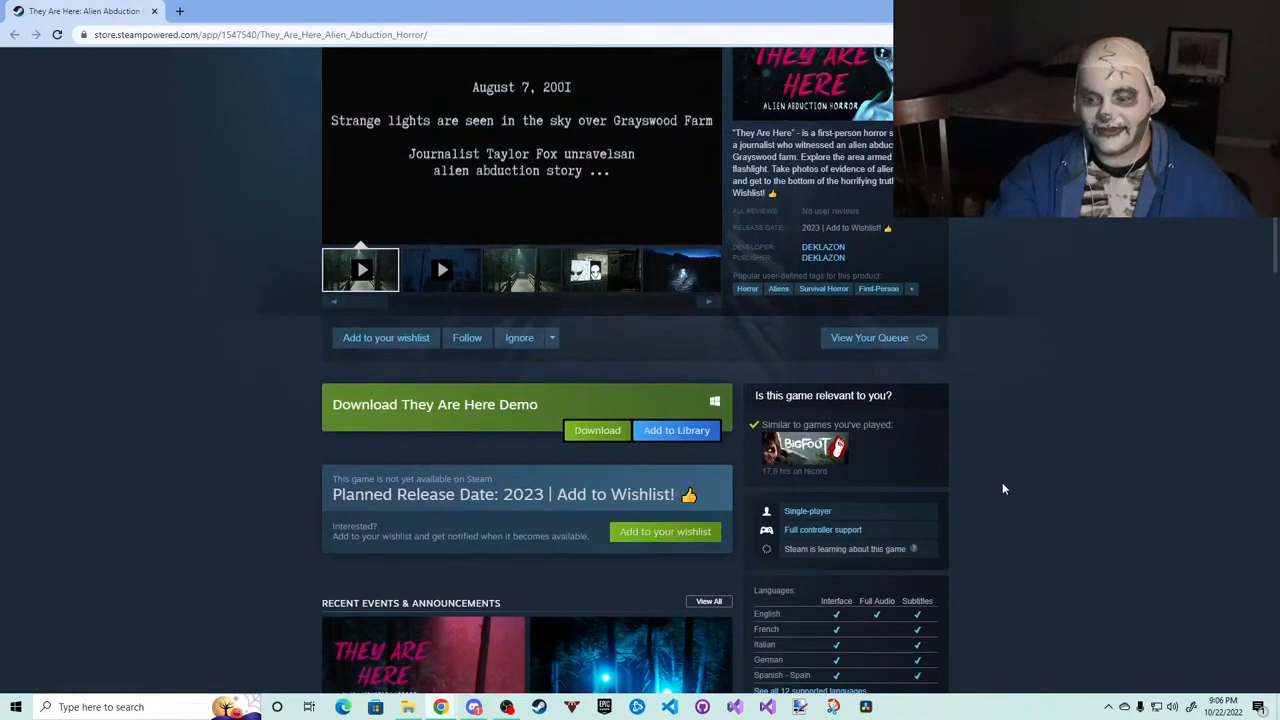 They Are Here: Alien Abduction
store.steampowered.com/app/1547540/They_Are_Here_Alien_Abduction_Horror/
August 7, 2001
Strange lights are seen in the sky over Grayswood Farm
Journalist Taylor Fox unravelsan
alien abduction story ...
THEY ARE
HERE
ALIEN ABDUCTION HORROR
"They Are Here" - is a first-person horror s
a journalist who witnessed an alien abduc
Grayswood farm. Explore the area armed
flashlight. Take photos of evidence of alier
and get to the bottom of the horrifying truth
Wishlist! 👍
ALL REVIEWS: No user reviews
RELEASE DATE: 2023 | Add to Wishlist! 👍
DEVELOPER: DEKLAZON
PUBLISHER: DEKLAZON
Popular user-defined tags for this product:
Horror Aliens Survival Horror First-Person +
Add to your wishlist Follow Ignore View Your Queue
Download They Are Here Demo
Download Add to Library
This game is not yet available on Steam
Planned Release Date: 2023 | Add to Wishlist! 👍
Interested?
Add to your wishlist and get notified when it becomes available.
Add to your wishlist
RECENT EVENTS & ANNOUNCEMENTS View All
THEY ARE
HERE
Is this game relevant to you?
Similar to games you've played:
BIGFOOT
17.6 hrs on record
Single-player
Full controller support
Steam is learning about this game ?
Languages:
Interface Full Audio Subtitles
English ✔ ✔ ✔
French ✔ ✔
Italian ✔ ✔
German ✔ ✔
Spanish - Spain ✔ ✔
See all 12 supported languages
Type here to search
EPIC
9:06 PM
10/22/2022